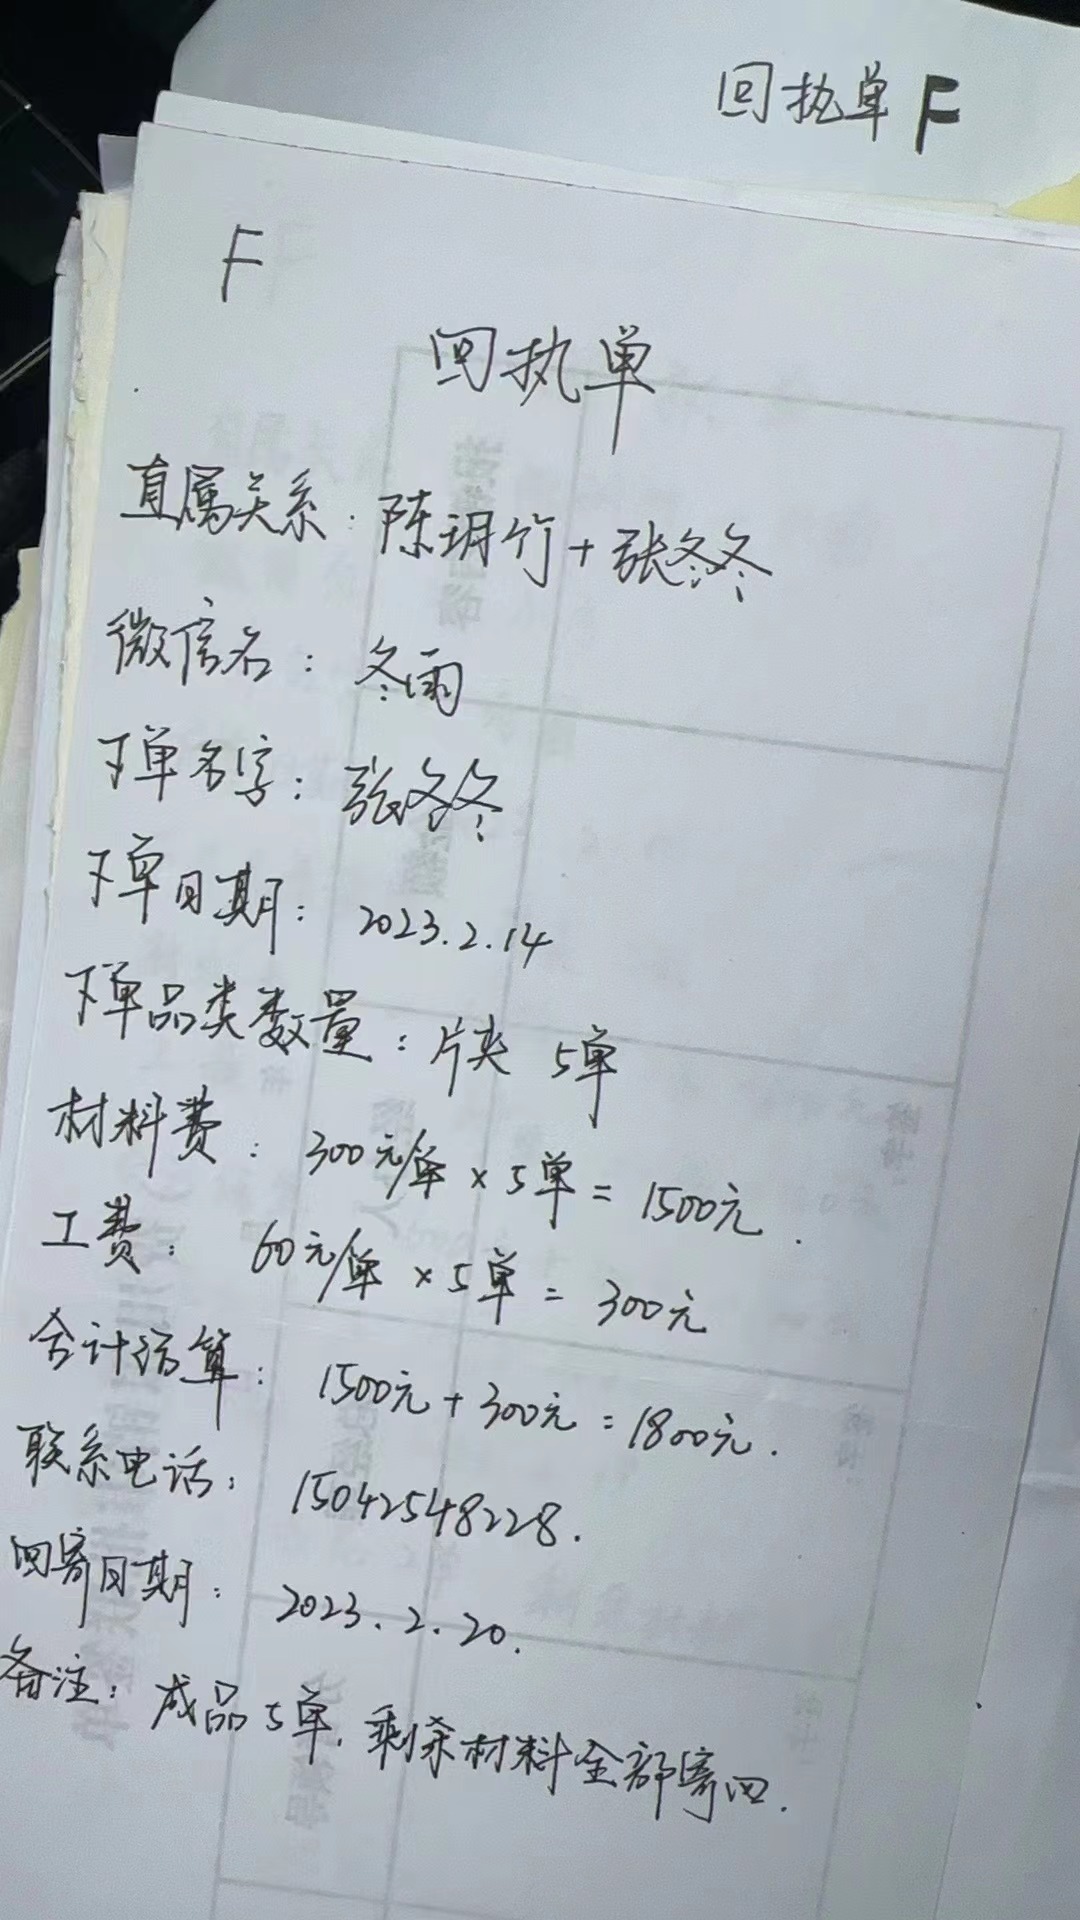 回执单 F
F
回执单
直属关系：陈玥竹+张冬冬
微信名：冬雨
下单名字：张冬冬
下单日期：2023.2.14
下单品类数量：片夹 5单
材料费：300元/单×5单=1500元.
工费：60元/单×5单=300元
合计结算：1500元+300元=1800元.
联系电话：15042548228.
回寄日期：2023.2.20.
备注：成品5单,剩余材料全部寄回.